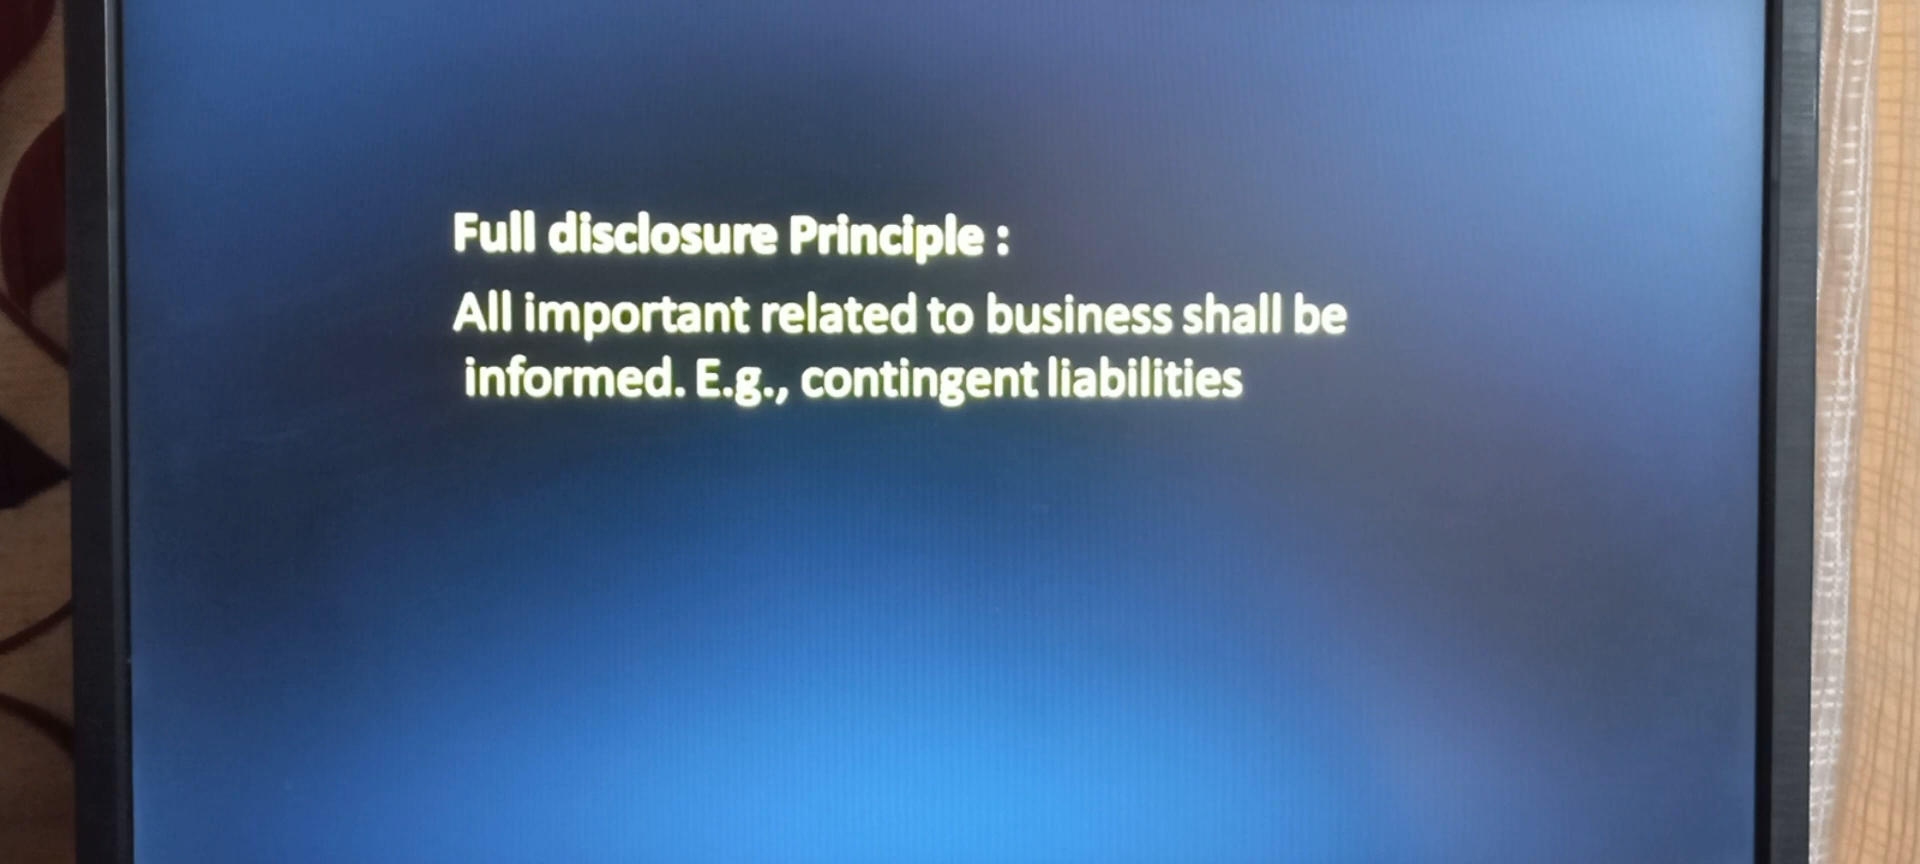 Full disclosure Principle :
All important related to business shall be
informed. E.g., contingent liabilities